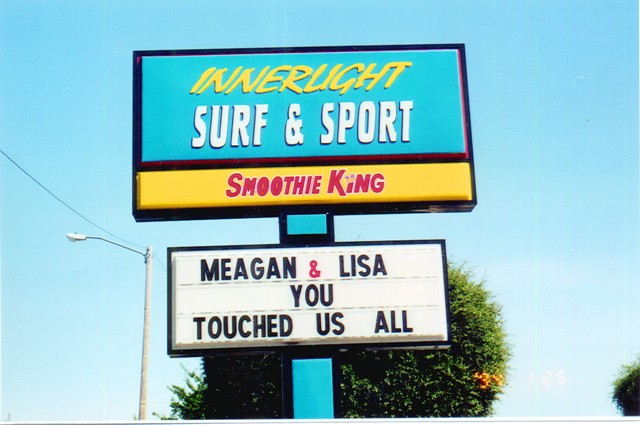 INNERLIGHT
SURF & SPORT
SMOOTHIE KING
MEAGAN & LISA
YOU
TOUCHED US ALL